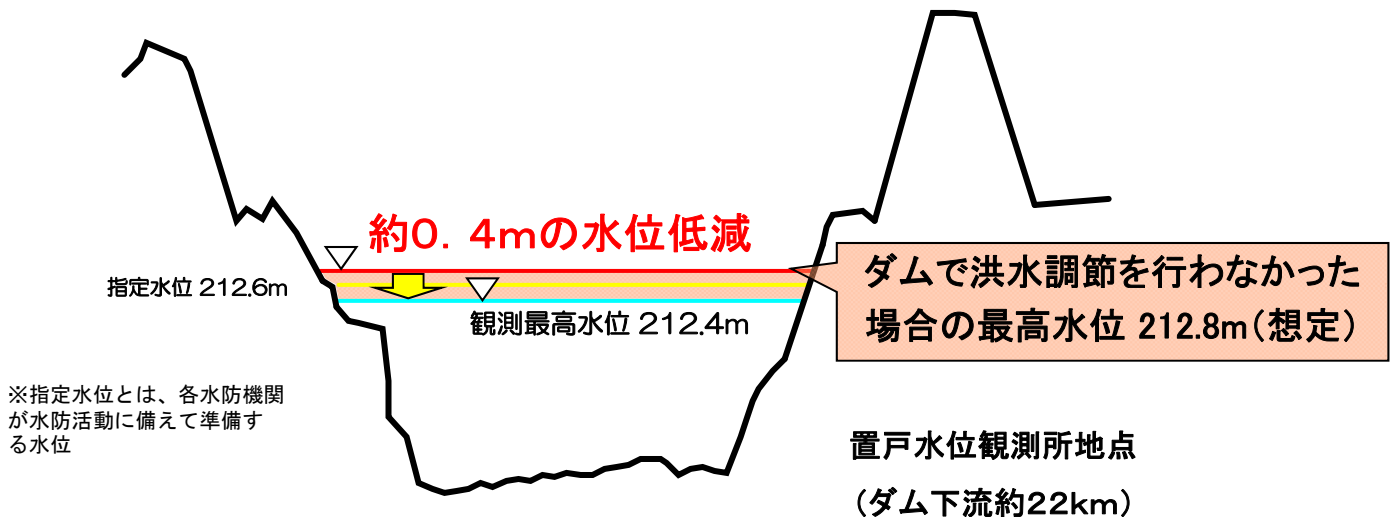 約0.4mの水位低減
指定水位 212.6m
観測最高水位 212.4m
ダムで洪水調節を行わなかった
場合の最高水位 212.8m(想定)
※指定水位とは、各水防機関
が水防活動に備えて準備す
る水位
置戸水位観測所地点
(ダム下流約22km)